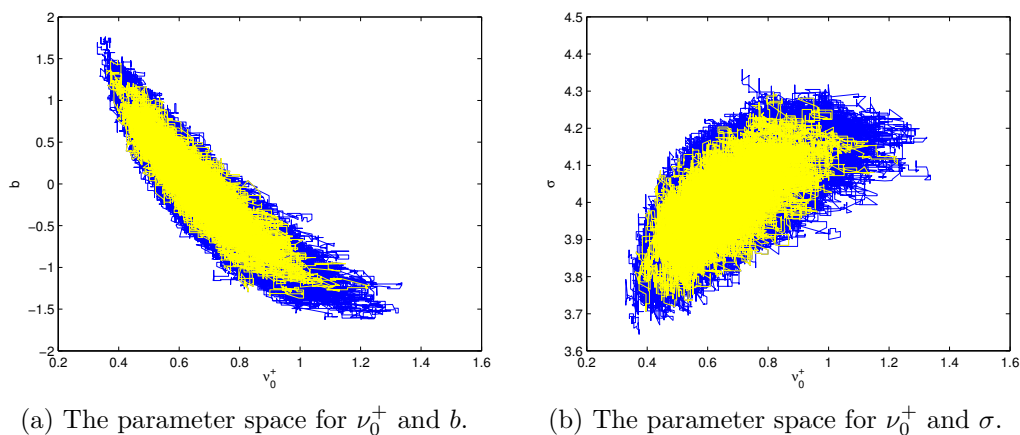 2
1.5
1
0.5
0
−0.5
−1
−1.5
−2
b
0.2 0.4 0.6 0.8 1 1.2 1.4 1.6
ν₀⁺
4.5
4.4
4.3
4.2
4.1
4
3.9
3.8
3.7
3.6
σ
0.2 0.4 0.6 0.8 1 1.2 1.4 1.6
ν₀⁺
(a) The parameter space for ν₀⁺ and b.
(b) The parameter space for ν₀⁺ and σ.